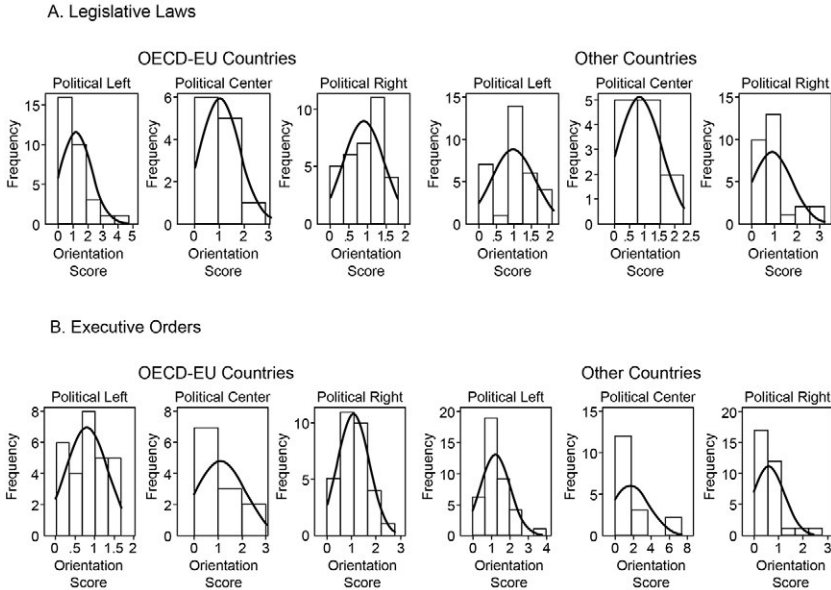 A. Legislative Laws
OECD-EU Countries
Other Countries
Political Left
Political Center
Political Right
Political Left
Political Center
Political Right
Frequency
15
10
5
0
0 1 2 3 4 5
Orientation
Score
6
4
2
0
0 1 2 3
Orientation
Score
10
5
0
0 .5 1 1.5 2
Orientation
Score
Frequency
15
10
5
0
0 .5 1 1.5 2
Orientation
Score
5
4
3
2
1
0
0 .5 1 1.5 2 2.5
Orientation
Score
Frequency
15
10
5
0
0 1 2 3
Orientation
Score
B. Executive Orders
OECD-EU Countries
Other Countries
Political Left
Political Center
Political Right
Political Left
Political Center
Political Right
Frequency
8
6
4
2
0
0 .5 1 1.5 2
Orientation
Score
Frequency
8
6
4
2
0
0 1 2 3
Orientation
Score
Frequency
10
5
0
0 1 2 3
Orientation
Score
Frequency
20
15
10
5
0
0 1 2 3 4
Orientation
Score
Frequency
15
10
5
0
0 2 4 6 8
Orientation
Score
Frequency
20
15
10
5
0
0 1 2 3
Orientation
Score